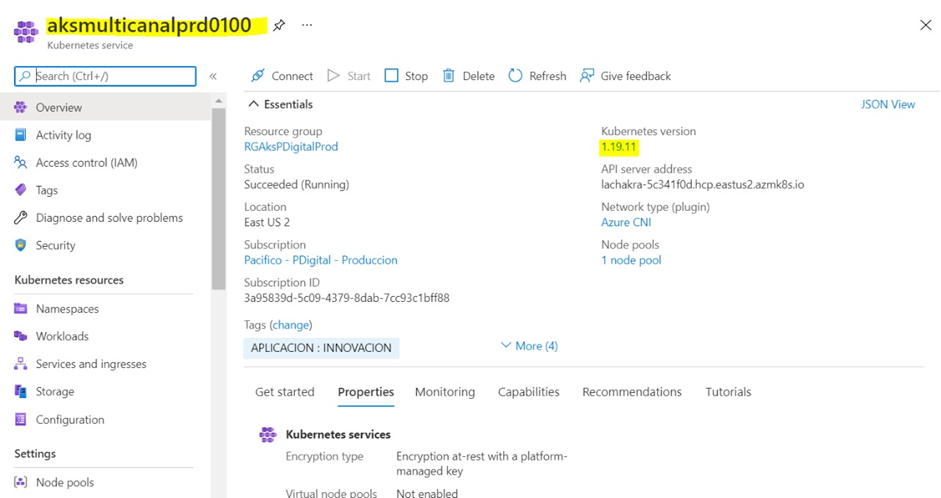 aksmulticanalprd0100
Kubernetes service
Search (Ctrl+/)
Overview
Activity log
Access control (IAM)
Tags
Diagnose and solve problems
Security
Kubernetes resources
Namespaces
Workloads
Services and ingresses
Storage
Configuration
Settings
Node pools
Connect Start Stop Delete Refresh Give feedback
Essentials
JSON View
Resource group
RGAksPDigitalProd
Status
Succeeded (Running)
Location
East US 2
Subscription
Pacifico - PDigital - Produccion
Subscription ID
3a95839d-5c09-4379-8dab-7cc93c1bff88
Kubernetes version
1.19.11
API server address
lachakra-5c341f0d.hcp.eastus2.azmk8s.io
Network type (plugin)
Azure CNI
Node pools
1 node pool
Tags (change)
APLICACION : INNOVACION
More (4)
Get started Properties Monitoring Capabilities Recommendations Tutorials
Kubernetes services
Encryption type Encryption at-rest with a platform-
managed key
Virtual node pools Not enabled